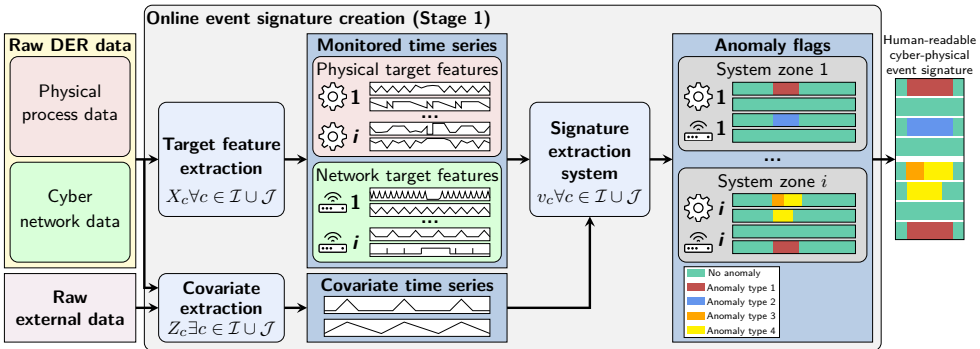 Online event signature creation (Stage 1)
Raw DER data
Physical
process data
Cyber
network data
Raw
external data
Target feature
extraction
X_c∀c ∈ I ∪ J
Covariate
extraction
Z_c∃c ∈ I ∪ J
Monitored time series
Physical target features
1
...
i
Network target features
1
...
i
Covariate time series
Signature
extraction
system
v_c∀c ∈ I ∪ J
Anomaly flags
System zone 1
1
1
...
System zone i
i
i
No anomaly
Anomaly type 1
Anomaly type 2
Anomaly type 3
Anomaly type 4
Human-readable
cyber-physical
event signature